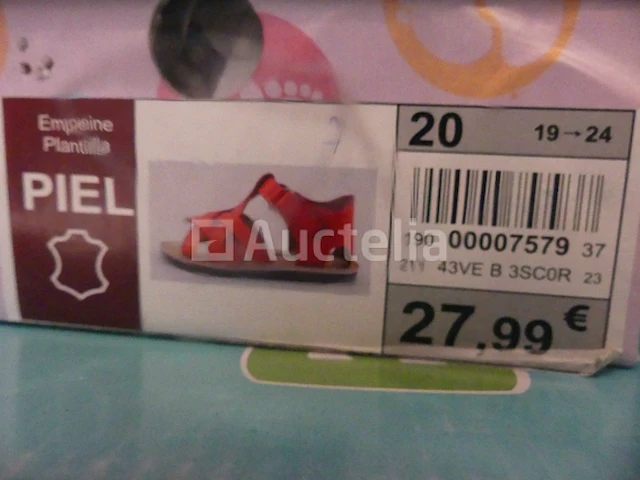 Empeine
Plantilla
PIEL
20 19→24
190 00007579 37
211 43VE B 3SC0R 23
27,99 €
Auctelia